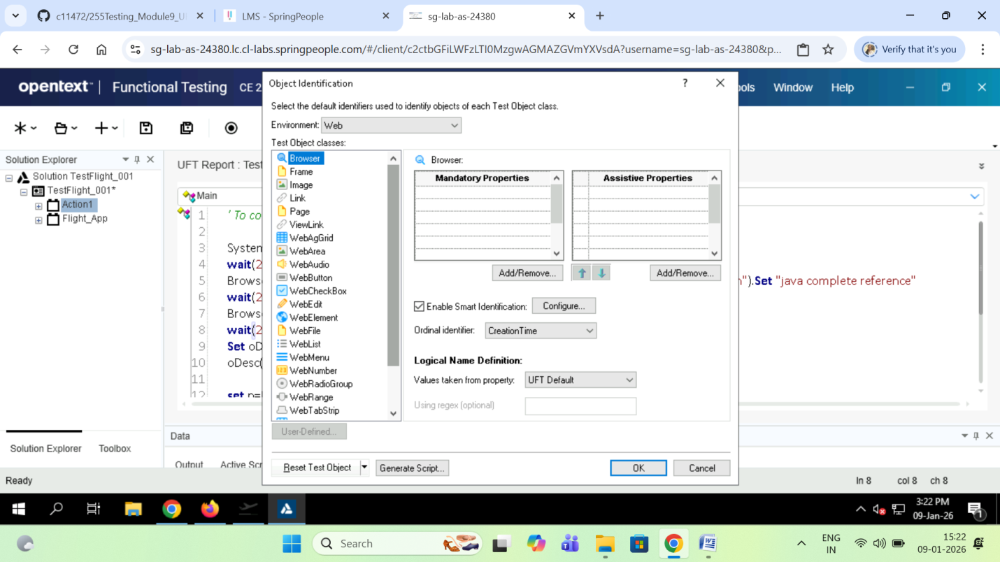 c11472/255Testing_Module9_U
LMS - SpringPeople
sg-lab-as-24380
sg-lab-as-24380.lc.cl-labs.springpeople.com/#/client/c2ctbGFiLWFzLTI0MzgwAGMAZGVmYXVsdA?username=sg-lab-as-24380&p...
Verify that it's you
opentext™ | Functional Testing CE 2
Window
Help
Object Identification
?
Select the default identifiers used to identify objects of each Test Object class.
Environment: Web
Test Object classes:
Browser
Frame
Image
Link
Page
ViewLink
WebAgGrid
WebArea
WebAudio
WebButton
WebCheckBox
WebEdit
WebElement
WebFile
WebList
WebMenu
WebNumber
WebRadioGroup
WebRange
WebTabStrip
User-Defined...
Browser:
Mandatory Properties
Assistive Properties
Add/Remove...
Add/Remove...
Enable Smart Identification: Configure...
Ordinal identifier: CreationTime
Logical Name Definition:
Values taken from property: UFT Default
Using regex (optional)
Reset Test Object
Generate Script...
OK
Cancel
Solution Explorer
Solution TestFlight_001
TestFlight_001*
Action1
Flight_App
UFT Report : Test
Main
1 ' To co
2
3 System
4 wait(2
5 Browse n").Set "java complete reference"
6 wait(2
7 Browse
8 wait(2
9 Set oD
10 oDesc(
11
12 set p=
Solution Explorer
Toolbox
Data
Output
Active Scr
Ready
ln 8 col 8 ch 8
3:22 PM
09-Jan-26
1
Search
ENG
IN
15:22
09-01-2026